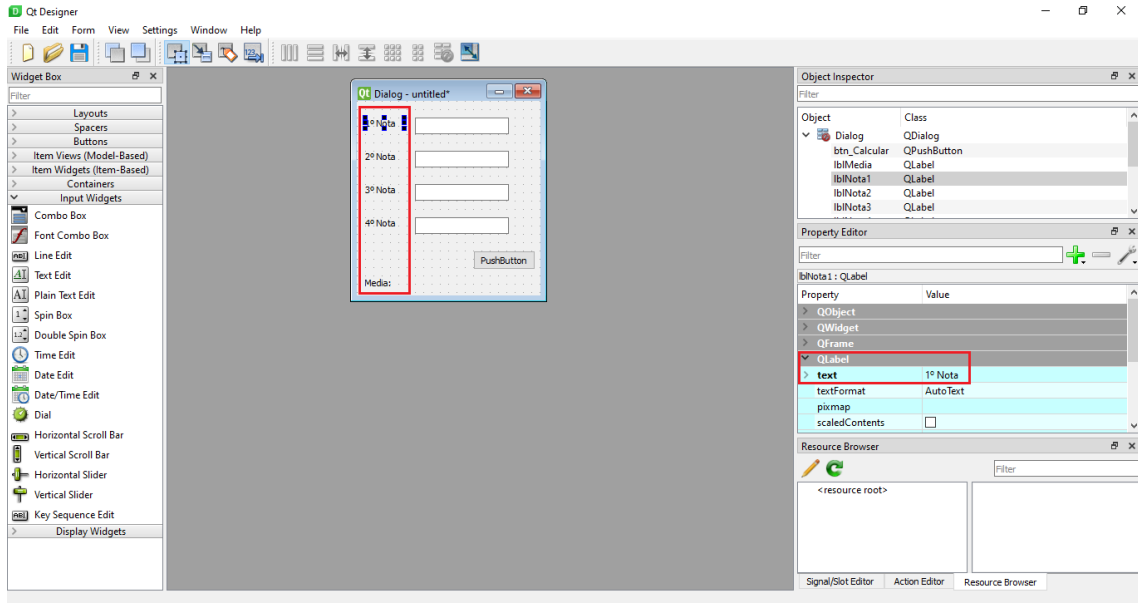 Qt Designer
File Edit Form View Settings Window Help
Widget Box
Filter
Layouts
Spacers
Buttons
Item Views (Model-Based)
Item Widgets (Item-Based)
Containers
Input Widgets
Combo Box
Font Combo Box
Line Edit
Text Edit
Plain Text Edit
Spin Box
Double Spin Box
Time Edit
Date Edit
Date/Time Edit
Dial
Horizontal Scroll Bar
Vertical Scroll Bar
Horizontal Slider
Vertical Slider
Key Sequence Edit
Display Widgets
Dialog - untitled*
1º Nota
2º Nota
3º Nota
4º Nota
PushButton
Media:
Object Inspector
Filter
Object Class
Dialog QDialog
btn_Calcular QPushButton
lblMedia QLabel
lblNota1 QLabel
lblNota2 QLabel
lblNota3 QLabel
Property Editor
Filter
lblNota1 : QLabel
Property Value
QObject
QWidget
QFrame
QLabel
text 1º Nota
textFormat AutoText
pixmap
scaledContents
Resource Browser
Filter
<resource root>
Signal/Slot Editor Action Editor Resource Browser